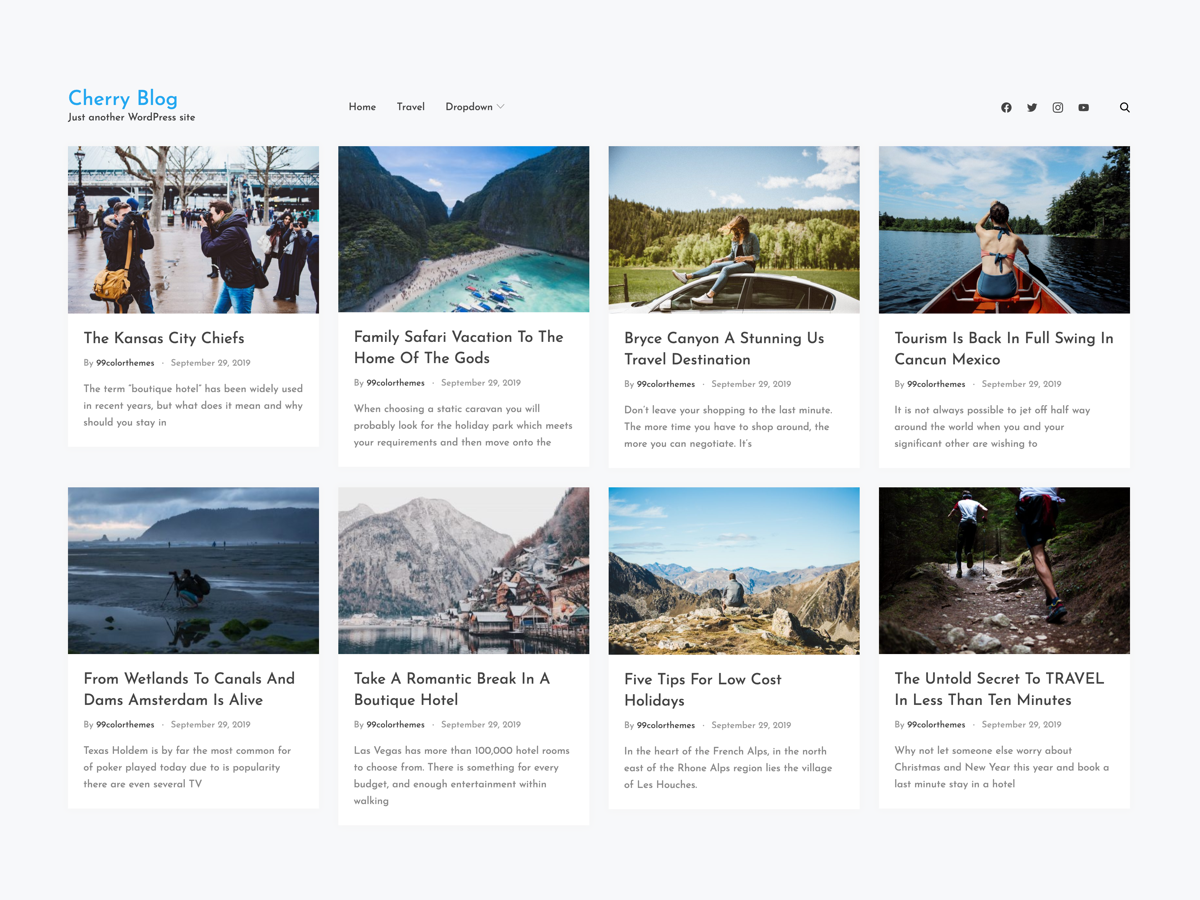 Cherry Blog
Just another WordPress site
Home
Travel
Dropdown
The Kansas City Chiefs
By 99colorthemes · September 29, 2019
The term “boutique hotel” has been widely used
in recent years, but what does it mean and why
should you stay in
Family Safari Vacation To The
Home Of The Gods
By 99colorthemes · September 29, 2019
When choosing a static caravan you will
probably look for the holiday park which meets
your requirements and then move onto the
Bryce Canyon A Stunning Us
Travel Destination
By 99colorthemes · September 29, 2019
Don’t leave your shopping to the last minute.
The more time you have to shop around, the
more you can negotiate. It’s
Tourism Is Back In Full Swing In
Cancun Mexico
By 99colorthemes · September 29, 2019
It is not always possible to jet off half way
around the world when you and your
significant other are wishing to
From Wetlands To Canals And
Dams Amsterdam Is Alive
By 99colorthemes · September 29, 2019
Texas Holdem is by far the most common for
of poker played today due to is popularity
there are even several TV
Take A Romantic Break In A
Boutique Hotel
By 99colorthemes · September 29, 2019
Las Vegas has more than 100,000 hotel rooms
to choose from. There is something for every
budget, and enough entertainment within
walking
Five Tips For Low Cost
Holidays
By 99colorthemes · September 29, 2019
In the heart of the French Alps, in the north
east of the Rhone Alps region lies the village
of Les Houches.
The Untold Secret To TRAVEL
In Less Than Ten Minutes
By 99colorthemes · September 29, 2019
Why not let someone else worry about
Christmas and New Year this year and book a
last minute stay in a hotel